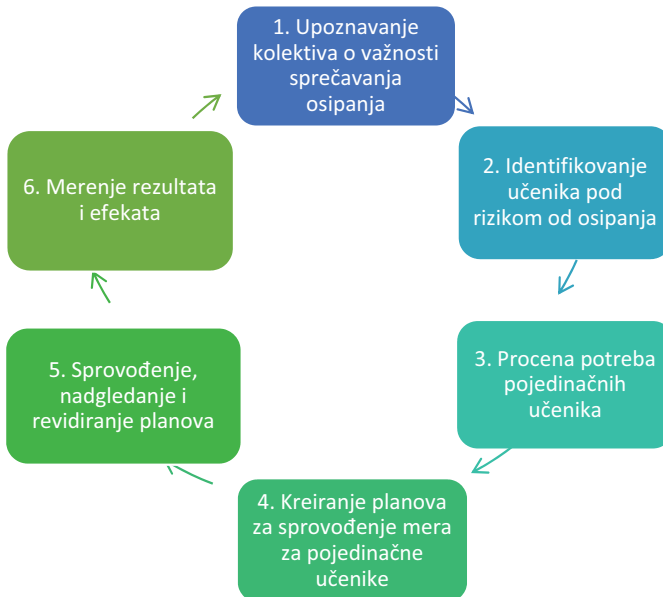 1. Upoznavanje
kolektiva o važnosti
sprečavanja
osipanja
2. Identifikovanje
učenika pod
rizikom od osipanja
3. Procena potreba
pojedinačnih
učenika
4. Kreiranje planova
za sprovođenje mera
za pojedinačne
učenike
5. Sprovođenje,
nadgledanje i
revidiranje planova
6. Merenje rezultata
i efekata